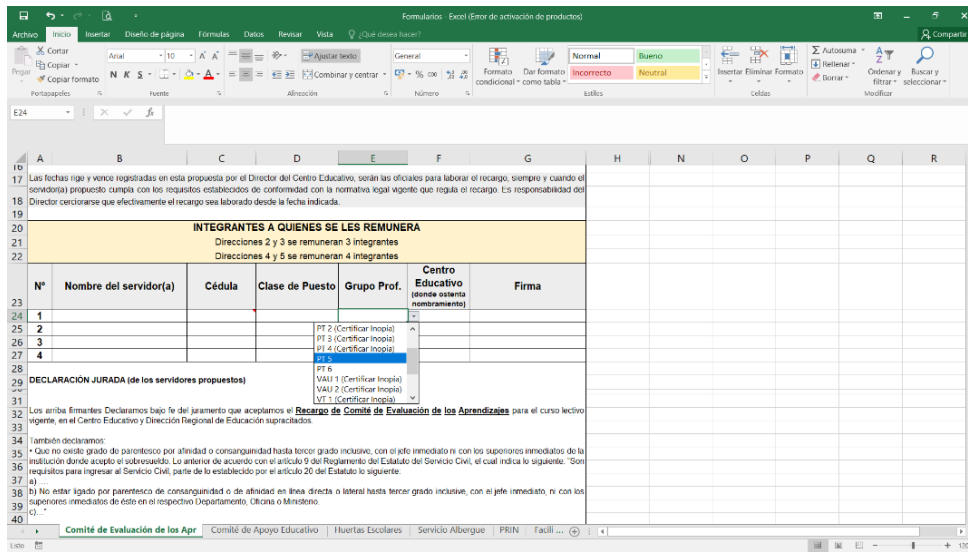 Formularios - Excel (Error de activación de productos)
Archivo Inicio Insertar Diseño de página Fórmulas Datos Revisar Vista ¿Qué desea hacer? Compartir
Cortar
Copiar
Copiar formato
Pegar
Portapapeles
Arial 10
N K S
Fuente
Ajustar texto
Combinar y centrar
Alineación
General
Número
Formato condicional
Dar formato como tabla
Normal Bueno
Incorrecto Neutral
Estilos
Insertar Eliminar Formato
Celdas
Autosuma
Rellenar
Borrar
Ordenar y filtrar
Buscar y seleccionar
Modificar
E24
A B C D E F G H I N O P Q R
16
17 Las fechas rige y vence registradas en esta propuesta por el Director del Centro Educativo, serán las oficiales para laborar el recargo, siempre y cuando el
servidor(a) propuesto cumpla con los requisitos establecidos de conformidad con la normativa legal vigente que regula el recargo. Es responsabilidad del
18 Director cerciorarse que efectivamente el recargo sea laborado desde la fecha indicada.
19
20 INTEGRANTES A QUIENES SE LES REMUNERA
21 Direcciones 2 y 3 se remuneran 3 integrantes
22 Direcciones 4 y 5 se remuneran 4 integrantes
23 N° Nombre del servidor(a) Cédula Clase de Puesto Grupo Prof. Centro Educativo (donde ostenta nombramiento) Firma
24 1
25 2
26 3
27 4
PT 2 (Certificar Inopia)
PT 3 (Certificar Inopia)
PT 4 (Certificar Inopia)
PT 5
PT 6
VAU 1 (Certificar Inopia)
VAU 2 (Certificar Inopia)
VT 1 (Certificar Inopia)
28
29 DECLARACIÓN JURADA (de los servidores propuestos)
31
32 Los arriba firmantes Declaramos bajo fe del juramento que aceptamos el Recargo de Comité de Evaluación de los Aprendizajes para el curso lectivo
33 vigente, en el Centro Educativo y Dirección Regional de Educación supracitados.
34 También declaramos:
35 • Que no existe grado de parentesco por afinidad o consanguinidad hasta tercer grado inclusive, con el jefe inmediato ni con los superiores inmediatos de la
institución donde acepto el sobresueldo. Lo anterior de acuerdo con el artículo 9 del Reglamento del Estatuto del Servicio Civil, el cual indica lo siguiente. "Son
36 requisitos para ingresar al Servicio Civil, parte de lo establecido por el artículo 20 del Estatuto lo siguiente:
37 a) ....
38 b) No estar ligado por parentesco de consanguinidad o de afinidad en línea directa o lateral hasta tercer grado inclusive, con el jefe inmediato, ni con los
39 superiores inmediatos de éste en el respectivo Departamento, Oficina o Ministerio.
40 c)..."
Comité de Evaluación de los Apr Comité de Apoyo Educativo Huertas Escolares Servicio Albergue PRIN Facili ...
Listo